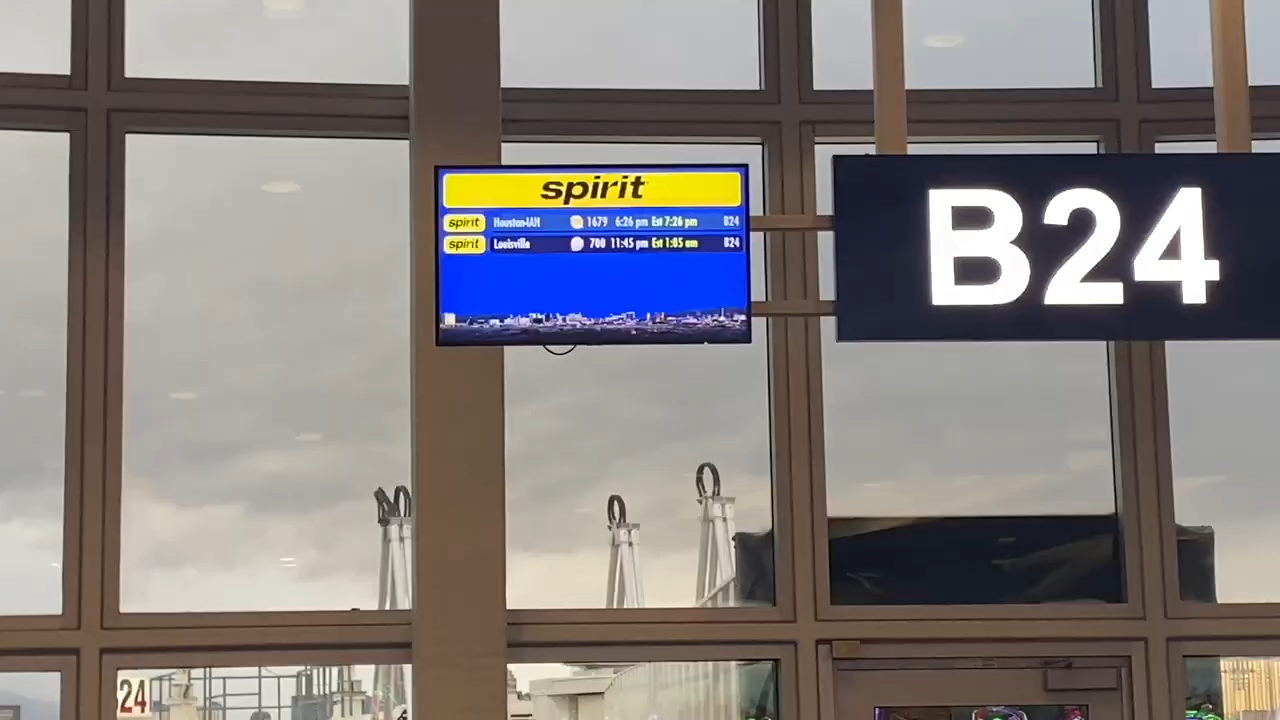 spirit
spirit Houston-IAH 1679 6:26 pm Est 7:26 pm B24
spirit Louisville 700 11:45 pm Est 1:05 am B24
B24
24